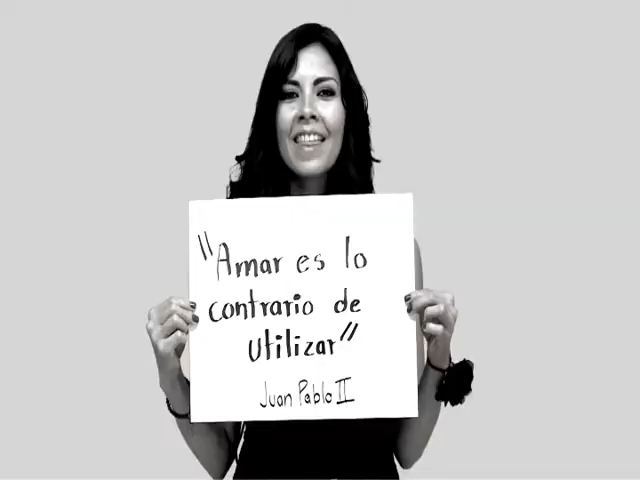 "Amar es lo
contrario de
utilizar"
Juan Pablo II